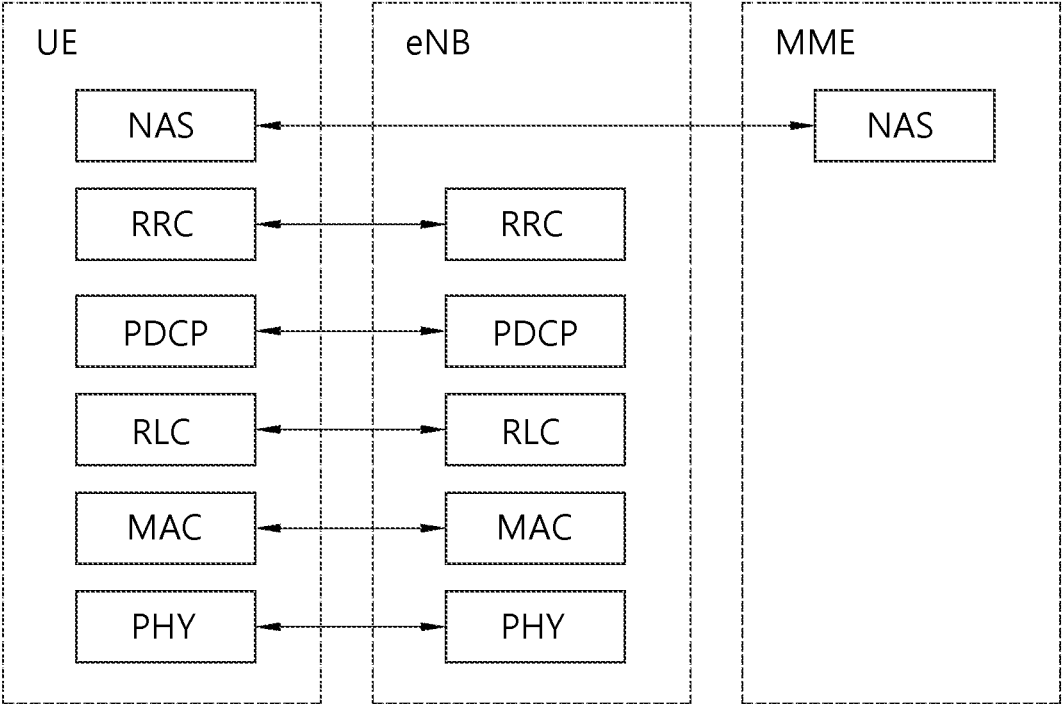 UE eNB MME
NAS NAS
RRC RRC
PDCP PDCP
RLC RLC
MAC MAC
PHY PHY